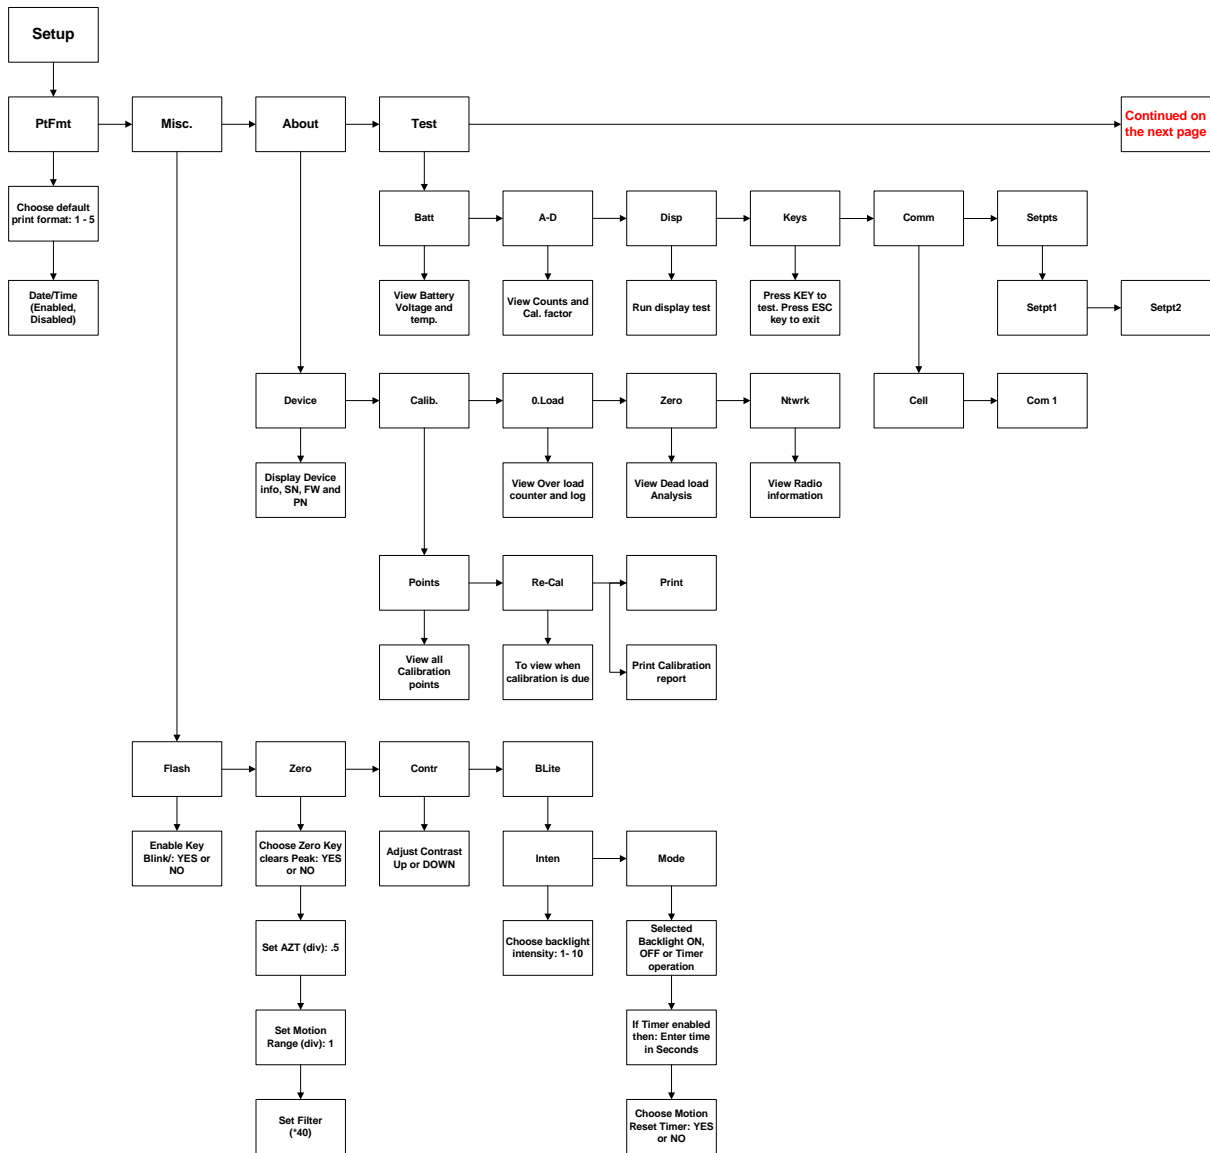 Setup
PtFmt
Misc.
About
Test
Continued on
the next page
Choose default
print format: 1 - 5
Batt
A-D
Disp
Keys
Comm
Setpts
Date/Time
(Enabled,
Disabled)
View Battery
Voltage and
temp.
View Counts and
Cal. factor
Run display test
Press KEY to
test. Press ESC
key to exit
Setpt1
Setpt2
Device
Calib.
0.Load
Zero
Ntwrk
Cell
Com 1
Display Device
info, SN, FW and
PN
View Over load
counter and log
View Dead load
Analysis
View Radio
information
Points
Re-Cal
Print
View all
Calibration
points
To view when
calibration is due
Print Calibration
report
Flash
Zero
Contr
BLite
Enable Key
Blink/: YES or
NO
Choose Zero Key
clears Peak: YES
or NO
Adjust Contrast
Up or DOWN
Inten
Mode
Set AZT (div): .5
Choose backlight
intensity: 1- 10
Selected
Backlight ON,
OFF or Timer
operation
Set Motion
Range (div): 1
If Timer enabled
then: Enter time
in Seconds
Set Filter
(*40)
Choose Motion
Reset Timer: YES
or NO